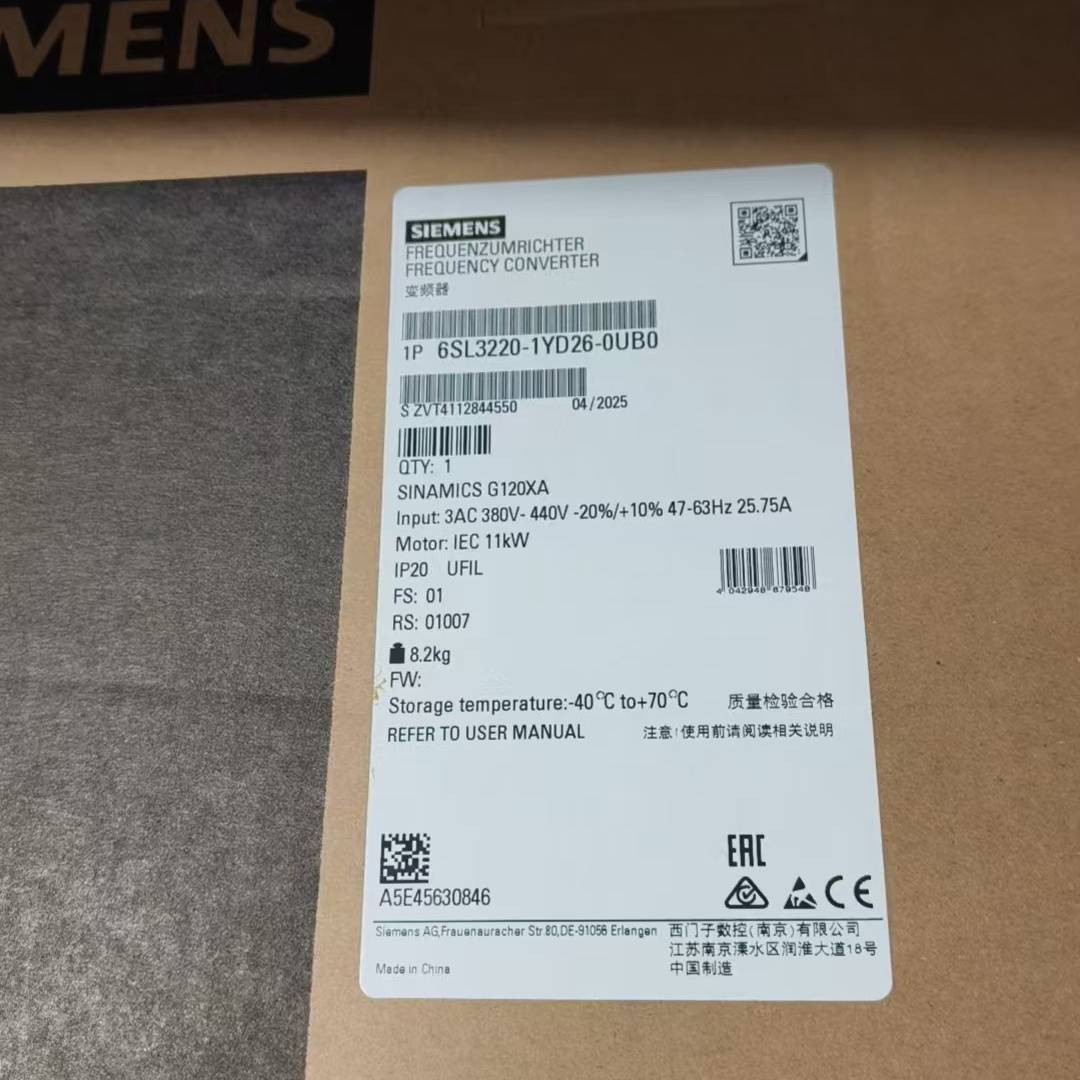 MENS
SIEMENS
FREQUENZUMRICHTER
FREQUENCY CONVERTER
变频器
1P 6SL3220-1YD26-0UB0
S ZVT4112844550 04/2025
QTY: 1
SINAMICS G120XA
Input: 3AC 380V- 440V -20%/+10% 47-63Hz 25.75A
Motor: IEC 11kW
IP20 UFIL
4 042948 879548
FS: 01
RS: 01007
8.2kg
FW:
Storage temperature:-40°C to+70°C 质量检验合格
REFER TO USER MANUAL 注意!使用前请阅读相关说明
EAC
CE
A5E45630846
Siemens AG,Frauenauracher Str 80,DE-91056 Erlangen
西门子数控(南京)有限公司
江苏南京溧水区润淮大道18号
Made in China
中国制造